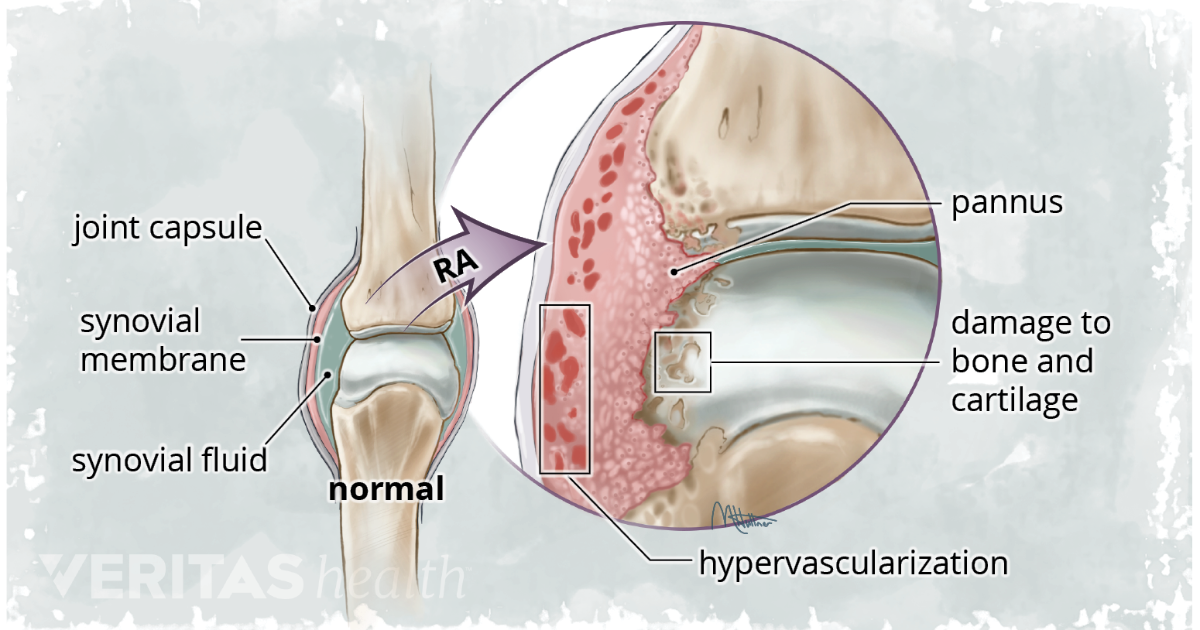 joint capsule
synovial
membrane
synovial fluid
normal
RA
pannus
damage to
bone and
cartilage
hypervascularization
VERITAS health